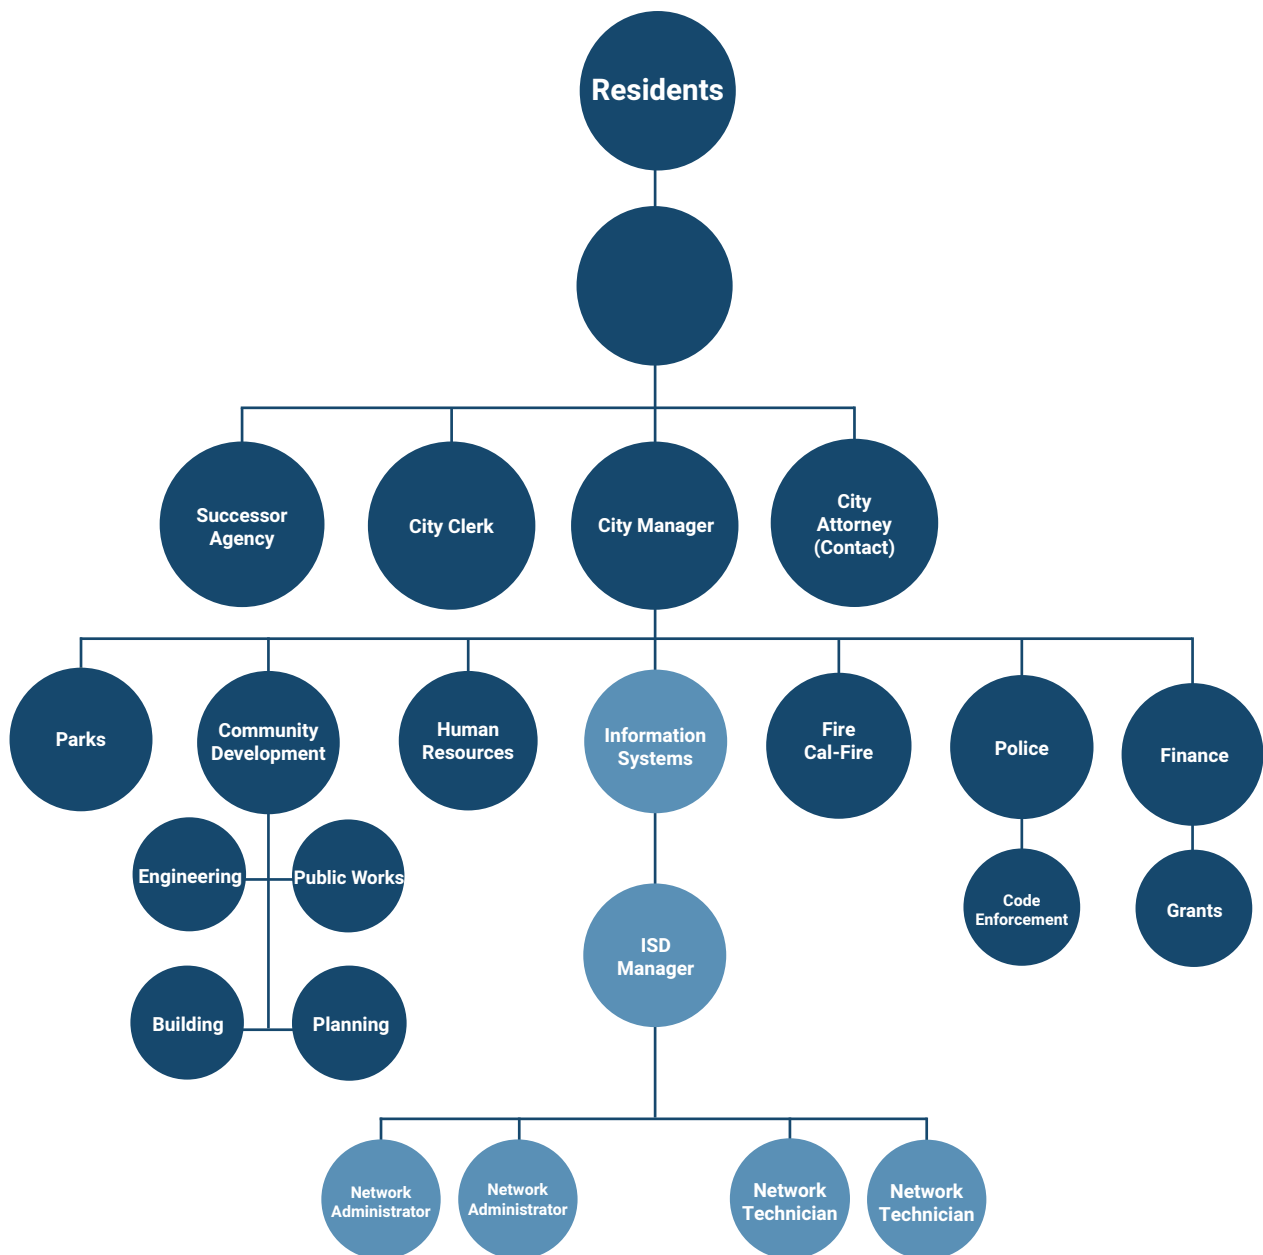 Residents
Successor
Agency
City Clerk
City Manager
City
Attorney
(Contact)
Parks
Community
Development
Human
Resources
Information
Systems
Fire
Cal-Fire
Police
Finance
Engineering
Public Works
Code
Enforcement
Grants
ISD
Manager
Building
Planning
Network
Administrator
Network
Administrator
Network
Technician
Network
Technician